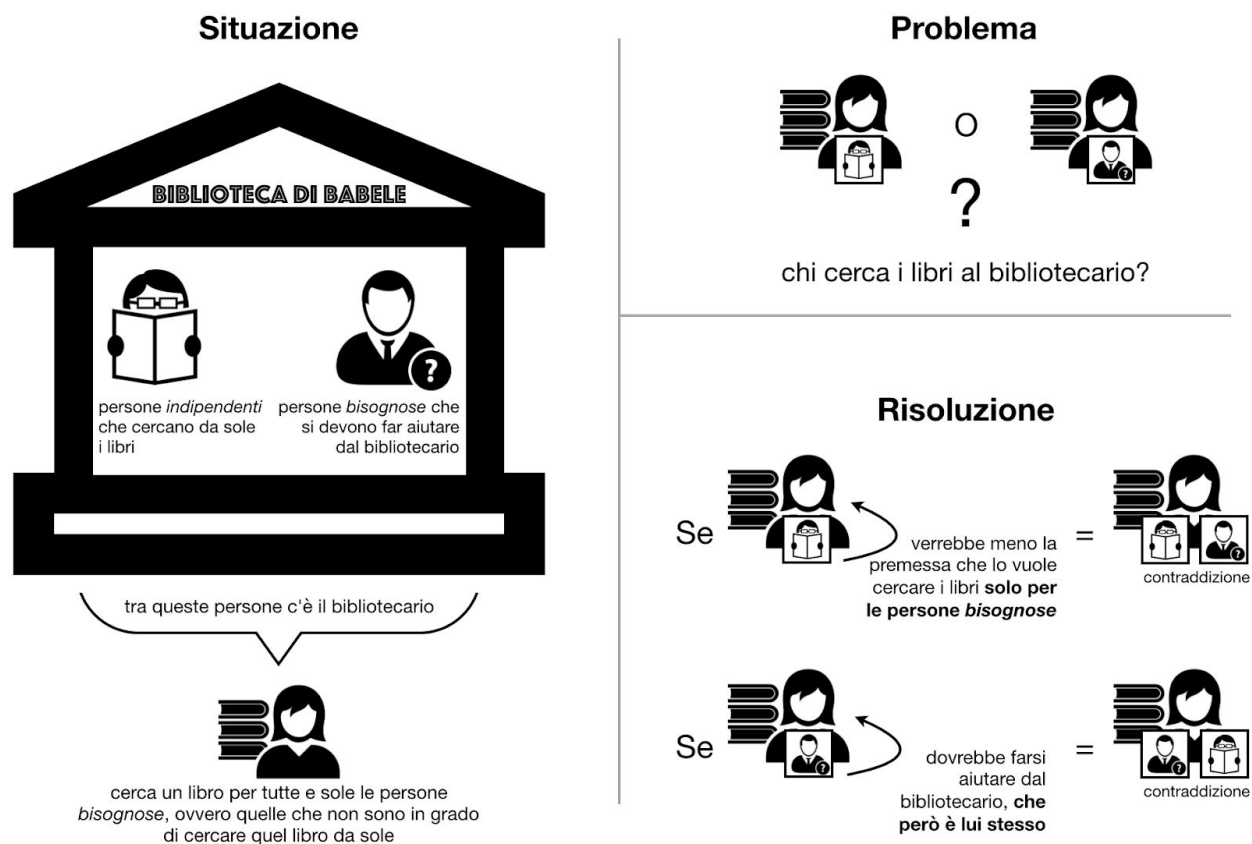 Situazione
BIBLIOTECA DI BABELE
?
persone indipendenti
che cercano da sole
i libri
persone bisognose che
si devono far aiutare
dal bibliotecario
tra queste persone c'è il bibliotecario
cerca un libro per tutte e sole le persone
bisognose, ovvero quelle che non sono in grado
di cercare quel libro da sole
Problema
o
?
?
chi cerca i libri al bibliotecario?
Risoluzione
Se
verrebbe meno la
premessa che lo vuole
cercare i libri solo per
le persone bisognose
=
?
contraddizione
Se
?
dovrebbe farsi
aiutare dal
bibliotecario, che
però è lui stesso
=
?
contraddizione